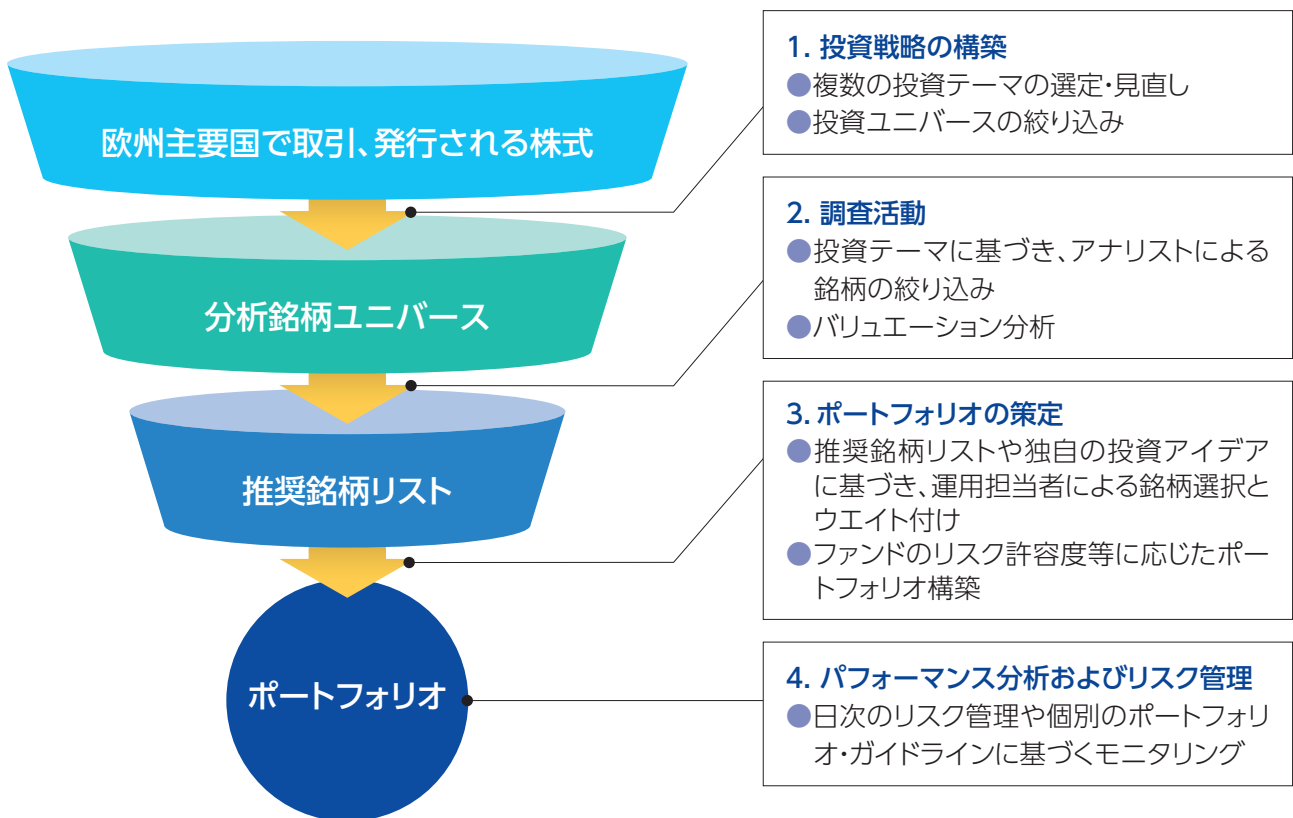 欧州主要国で取引、発行される株式
分析銘柄ユニバース
推奨銘柄リスト
ポートフォリオ
1. 投資戦略の構築
●複数の投資テーマの選定・見直し
●投資ユニバースの絞り込み
2. 調査活動
●投資テーマに基づき、アナリストによる
銘柄の絞り込み
●バリュエーション分析
3. ポートフォリオの策定
●推奨銘柄リストや独自の投資アイデア
に基づき、運用担当者による銘柄選択と
ウエイト付け
●ファンドのリスク許容度等に応じたポー
トフォリオ構築
4. パフォーマンス分析およびリスク管理
●日次のリスク管理や個別のポートフォリ
オ・ガイドラインに基づくモニタリング